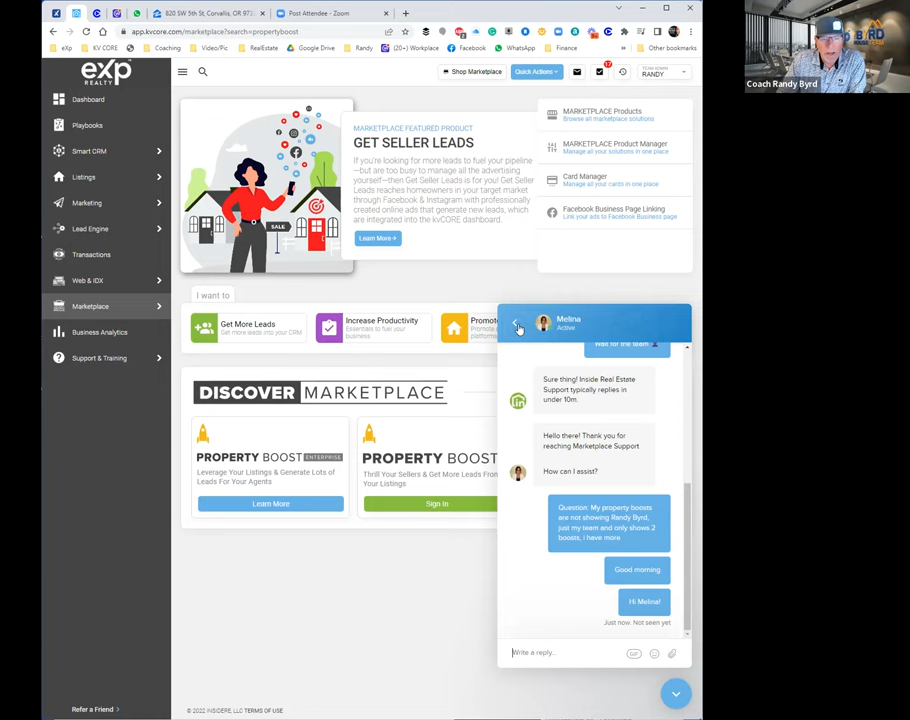 820 SW 5th St, Corvallis, OR 973
Post Attendee - Zoom
app.kvcore.com/marketplace?search=propertyboost
eXp
KV CORE
Coaching
Video/Pic
RealEstate
Google Drive
Randy
(20+) Workplace
Facebook
WhatsApp
Finance
Other bookmarks
Coach Randy Byrd
exp
REALTY
Shop Marketplace
Quick Actions
17
TEAM ADMIN
RANDY
Dashboard
Playbooks
Smart CRM
Listings
Marketing
Lead Engine
Transactions
Web & IDX
Marketplace
Business Analytics
Support & Training
Refer a Friend
SALE
MARKETPLACE FEATURED PRODUCT
GET SELLER LEADS
If you're looking for more leads to fuel your pipeline
—but are too busy to manage all the advertising
yourself—then Get Seller Leads is for you! Get Seller
Leads reaches homeowners in your target market
through Facebook & Instagram with professionally
created online ads that generate new leads, which
are integrated into the kvCORE dashboard.
Learn More
MARKETPLACE Products
Browse all marketplace solutions
MARKETPLACE Product Manager
Manage all your solutions in one place
Card Manager
Manage all your cards in one place
Facebook Business Page Linking
Link your ads to Facebook Business page
I want to
Get More Leads
Get more leads into your CRM
Increase Productivity
Essentials to fuel your
business
Promot
DISCOVER MARKETPLACE
PROPERTY BOOST ENTERPRISE
Leverage Your Listings & Generate Lots of
Leads For Your Agents
Learn More
PROPERTY BOOST
Thrill Your Sellers & Get More Leads From
Your Listings
Sign In
Melina
Active
Wait for the team
Sure thing! Inside Real Estate
Support typically replies in
under 10m.
Hello there! Thank you for
reaching Marketplace Support
How can I assist?
Question: My property boosts
are not showing Randy Byrd,
just my team and only shows 2
boosts, i have more
Good morning
Hi Melina!
Just now. Not seen yet
Write a reply...
GIF
© 2022 INSIDERE, LLC TERMS OF USE